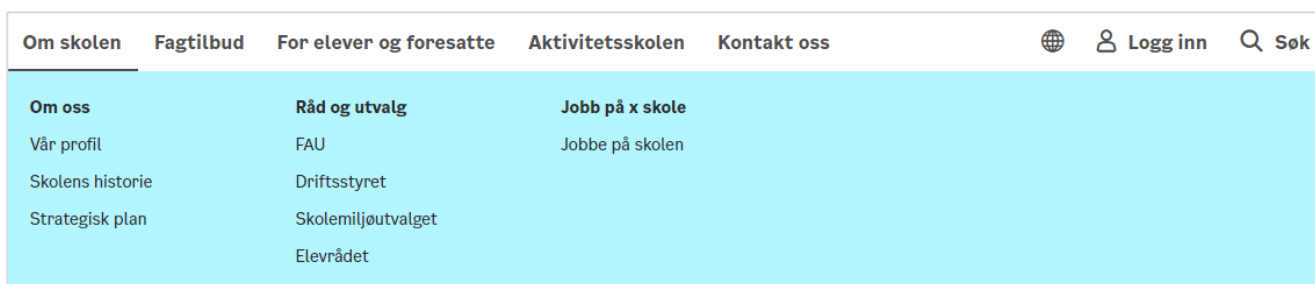 Om skolen Fagtilbud For elever og foresatte Aktivitetsskolen Kontakt oss Logg inn Søk
Om oss
Vår profil
Skolens historie
Strategisk plan
Råd og utvalg
FAU
Driftsstyret
Skolemiljøutvalget
Elevrådet
Jobb på x skole
Jobbe på skolen